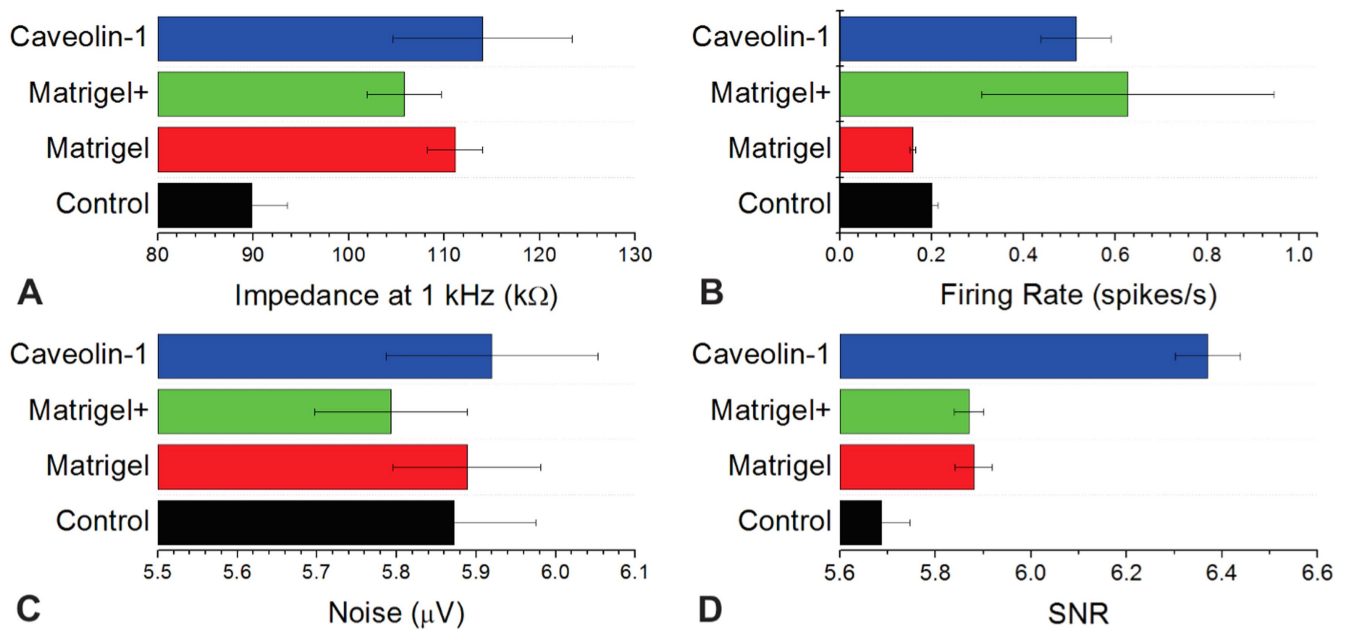 Caveolin-1
Matrigel+
Matrigel
Control
80 90 100 110 120 130
A Impedance at 1 kHz (kΩ)
Caveolin-1
Matrigel+
Matrigel
Control
0.0 0.2 0.4 0.6 0.8 1.0
B Firing Rate (spikes/s)
Caveolin-1
Matrigel+
Matrigel
Control
5.5 5.6 5.7 5.8 5.9 6.0 6.1
C Noise (μV)
Caveolin-1
Matrigel+
Matrigel
Control
5.6 5.8 6.0 6.2 6.4 6.6
D SNR